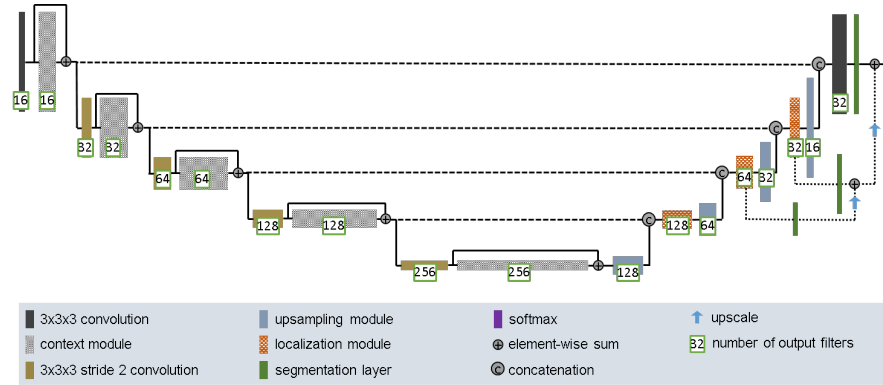 16 16 32
32 32 32 16
64 64 64 32
128 128 128 64
256 256 128
C
C
C
C
3x3x3 convolution
context module
3x3x3 stride 2 convolution
upsampling module
localization module
segmentation layer
softmax
element-wise sum
C concatenation
upscale
32 number of output filters